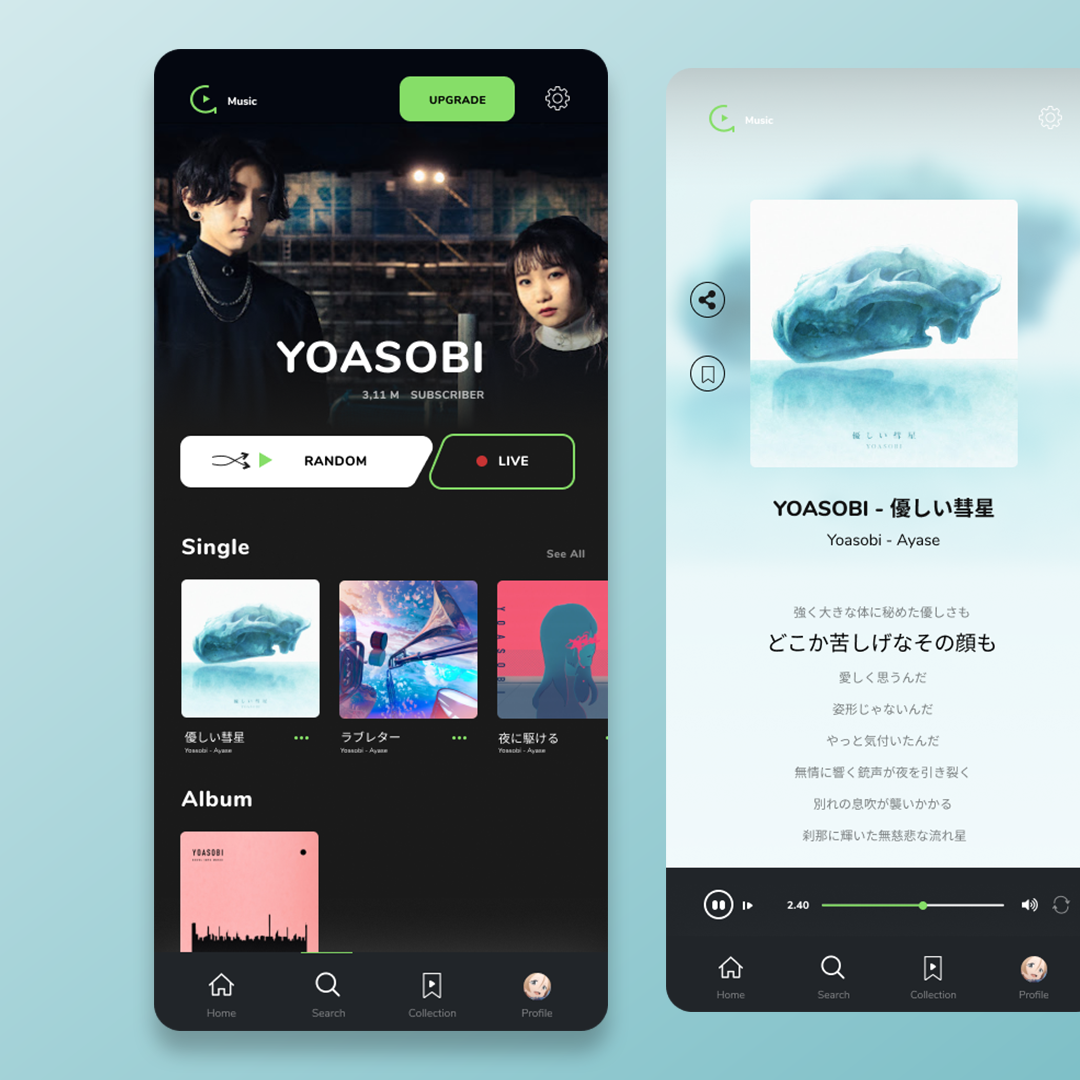 Music
UPGRADE
YOASOBI
3,11 M SUBSCRIBER
RANDOM
LIVE
Single
See All
優しい彗星
YOASOBI
YOASOBI
優しい彗星
Yoasobi - Ayase
ラブレター
Yoasobi - Ayase
夜に駆ける
Yoasobi - Ayase
Album
YOASOBI
Home
Search
Collection
Profile
Music
優しい彗星
YOASOBI
YOASOBI - 優しい彗星
Yoasobi - Ayase
強く大きな体に秘めた優しさも
どこか苦しげなその顔も
愛しく思うんだ
姿形じゃないんだ
やっと気付いたんだ
無情に響く銃声が夜を引き裂く
別れの息吹が襲いかかる
刹那に輝いた無慈悲な流れ星
2.40
Home
Search
Collection
Profile